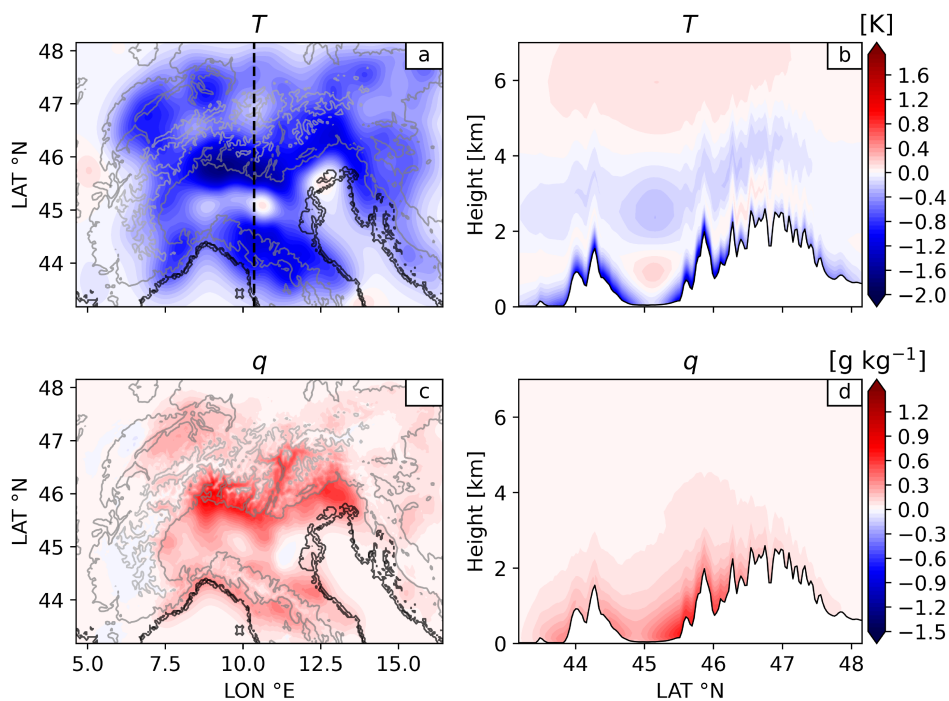 T
T
[K]
a
b
48
47
46
45
44
LAT °N
6
4
2
0
Height [km]
1.6
1.2
0.8
0.4
0.0
−0.4
−0.8
−1.2
−1.6
−2.0
q
q
[g kg⁻¹]
c
d
48
47
46
45
44
LAT °N
5.0 7.5 10.0 12.5 15.0
LON °E
6
4
2
0
Height [km]
44 45 46 47 48
LAT °N
1.2
0.9
0.6
0.3
0.0
−0.3
−0.6
−0.9
−1.2
−1.5